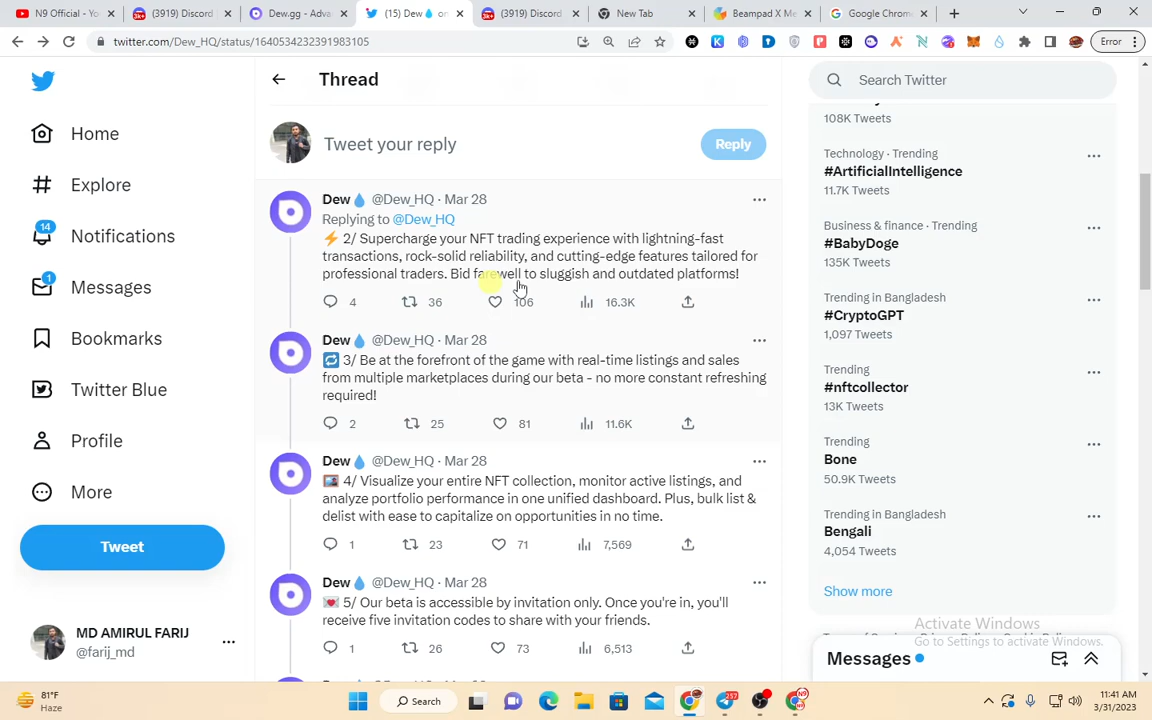 N9 Official - Yo
(3919) Discord
Dew.gg - Adva
(15) Dew💧 on
(3919) Discord
New Tab
Beampad X Me
Google Chrom
twitter.com/Dew_HQ/status/1640534232391983105
Error
Home
Explore
14
Notifications
1
Messages
Bookmarks
Twitter Blue
Profile
More
Tweet
MD AMIRUL FARIJ
@farij_md
Thread
Tweet your reply
Reply
Dew💧 @Dew_HQ · Mar 28
Replying to @Dew_HQ
⚡ 2/ Supercharge your NFT trading experience with lightning-fast
transactions, rock-solid reliability, and cutting-edge features tailored for
professional traders. Bid farewell to sluggish and outdated platforms!
4 36 106 16.3K
Dew💧 @Dew_HQ · Mar 28
🔁 3/ Be at the forefront of the game with real-time listings and sales
from multiple marketplaces during our beta - no more constant refreshing
required!
2 25 81 11.6K
Dew💧 @Dew_HQ · Mar 28
🖼️ 4/ Visualize your entire NFT collection, monitor active listings, and
analyze portfolio performance in one unified dashboard. Plus, bulk list &
delist with ease to capitalize on opportunities in no time.
1 23 71 7,569
Dew💧 @Dew_HQ · Mar 28
💌 5/ Our beta is accessible by invitation only. Once you're in, you'll
receive five invitation codes to share with your friends.
1 26 73 6,513
Search Twitter
108K Tweets
Technology · Trending
#ArtificialIntelligence
11.7K Tweets
Business & finance · Trending
#BabyDoge
135K Tweets
Trending in Bangladesh
#CryptoGPT
1,097 Tweets
Trending
#nftcollector
13K Tweets
Trending
Bone
50.9K Tweets
Trending in Bangladesh
Bengali
4,054 Tweets
Show more
Activate Windows
Go to Settings to activate Windows.
Messages
81°F
Haze
Search
237
11:41 AM
3/31/2023